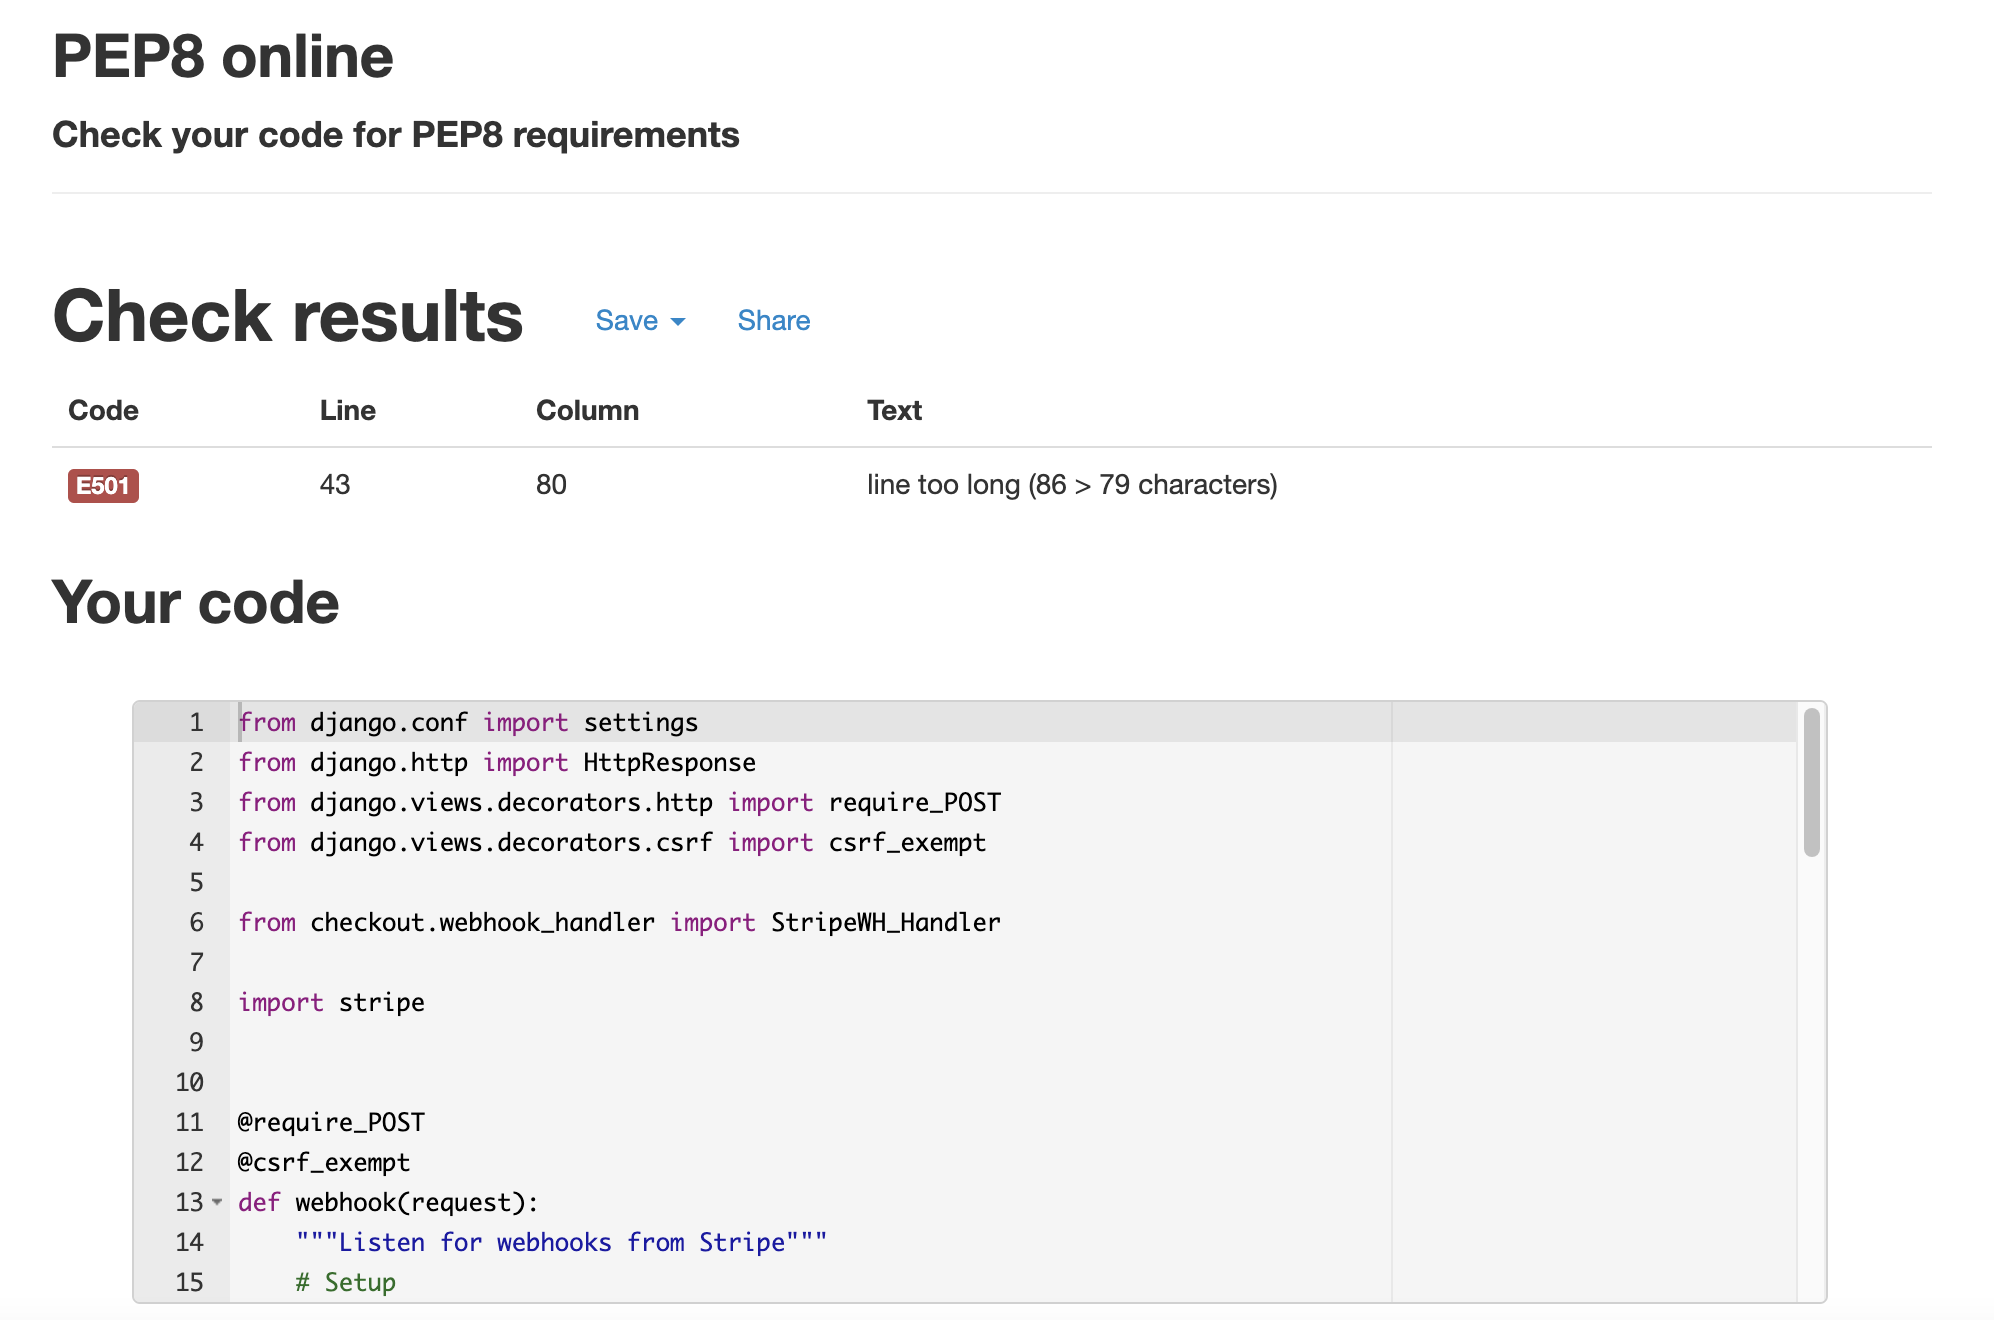 PEP8 online
Check your code for PEP8 requirements
Check results Save Share
Code Line Column Text
E501 43 80 line too long (86 > 79 characters)
Your code
1 from django.conf import settings
2 from django.http import HttpResponse
3 from django.views.decorators.http import require_POST
4 from django.views.decorators.csrf import csrf_exempt
5
6 from checkout.webhook_handler import StripeWH_Handler
7
8 import stripe
9
10
11 @require_POST
12 @csrf_exempt
13 def webhook(request):
14     """Listen for webhooks from Stripe"""
15     # Setup